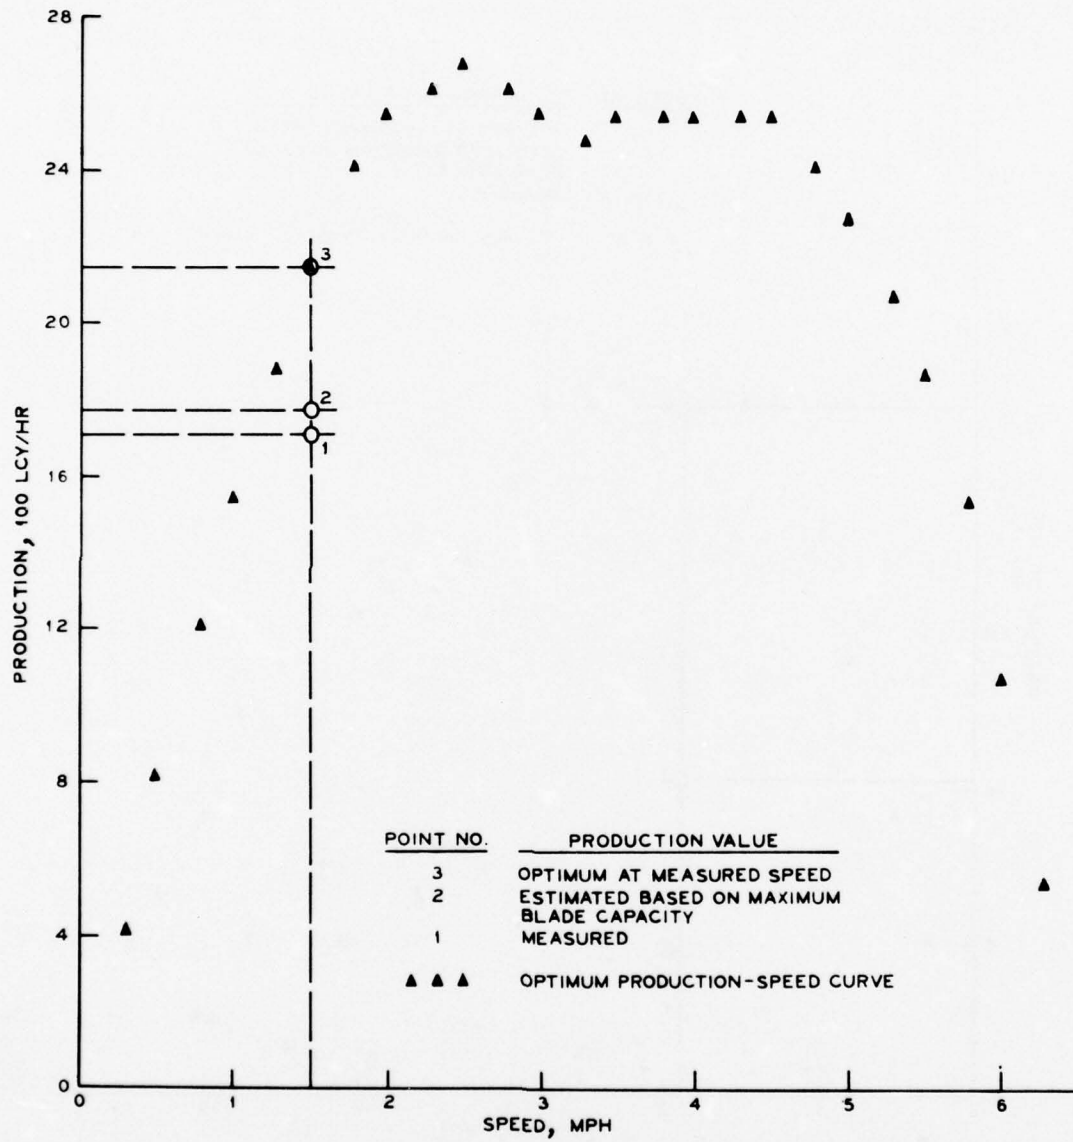 28
24
20
16
12
8
4
0
PRODUCTION, 100 LCY/HR
3
2
1
POINT NO. PRODUCTION VALUE
3 OPTIMUM AT MEASURED SPEED
2 ESTIMATED BASED ON MAXIMUM
BLADE CAPACITY
1 MEASURED
▲ ▲ ▲ OPTIMUM PRODUCTION-SPEED CURVE
0 1 2 3 4 5 6
SPEED, MPH